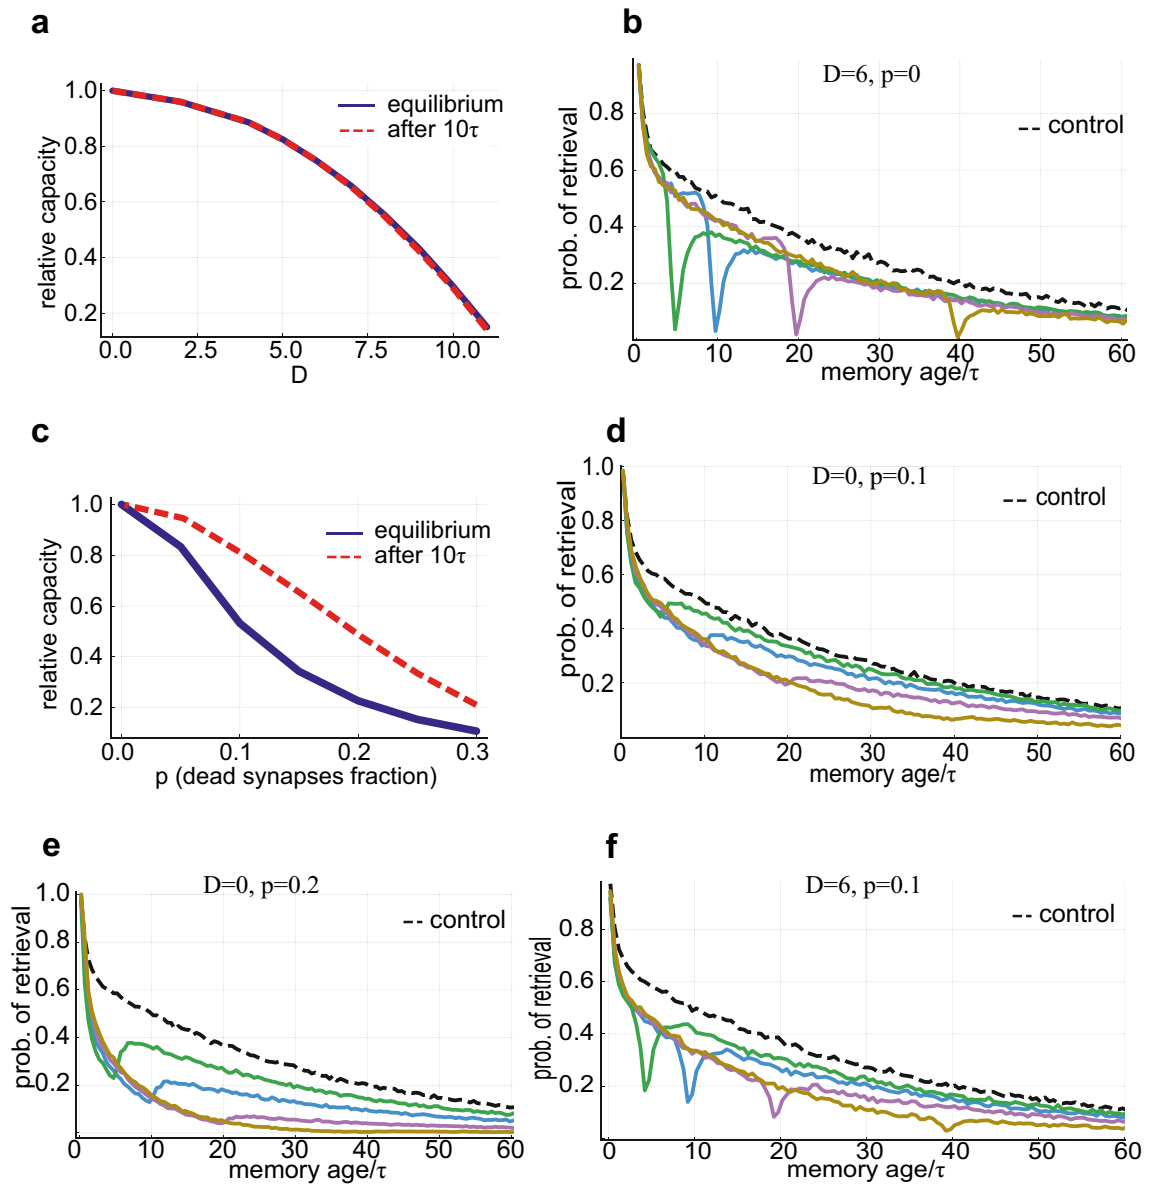 a
1.0
0.8
0.6
0.4
0.2
relative capacity
equilibrium
after 10τ
0.0 2.5 5.0 7.5 10.0
D
b
D=6, p=0
control
0.8
0.6
0.4
0.2
prob. of retrieval
0 10 20 30 40 50 60
memory age/τ
c
1.0
0.8
0.6
0.4
0.2
relative capacity
equilibrium
after 10τ
0.0 0.1 0.2 0.3
p (dead synapses fraction)
d
D=0, p=0.1
control
1.0
0.8
0.6
0.4
0.2
prob. of retrieval
0 10 20 30 40 50 60
memory age/τ
e
D=0, p=0.2
control
1.0
0.8
0.6
0.4
0.2
prob. of retrieval
0 10 20 30 40 50 60
memory age/τ
f
D=6, p=0.1
control
0.8
0.6
0.4
0.2
prob. of retrieval
0 10 20 30 40 50 60
memory age/τ